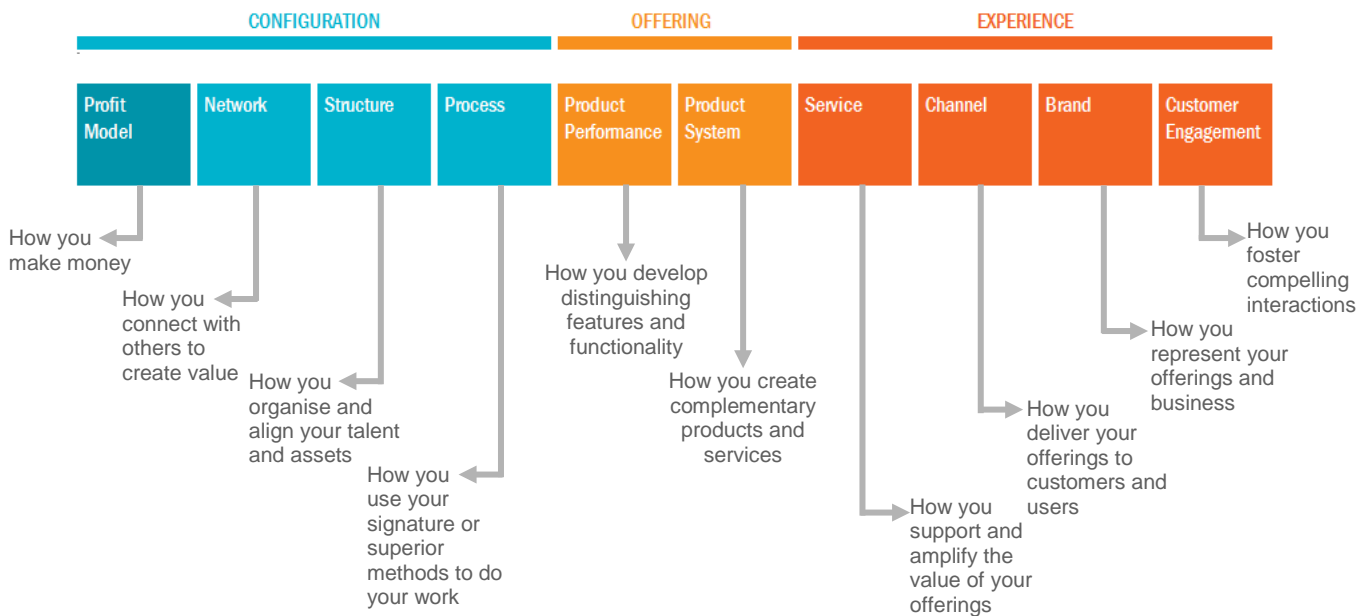 CONFIGURATION
OFFERING
EXPERIENCE
Profit
Model
Network
Structure
Process
Product
Performance
Product
System
Service
Channel
Brand
Customer
Engagement
How you
make money
How you
connect with
others to
create value
How you
organise and
align your talent
and assets
How you
use your
signature or
superior
methods to do
your work
How you develop
distinguishing
features and
functionality
How you create
complementary
products and
services
How you
support and
amplify the
value of your
offerings
How you
deliver your
offerings to
customers and
users
How you
represent your
offerings and
business
How you
foster
compelling
interactions